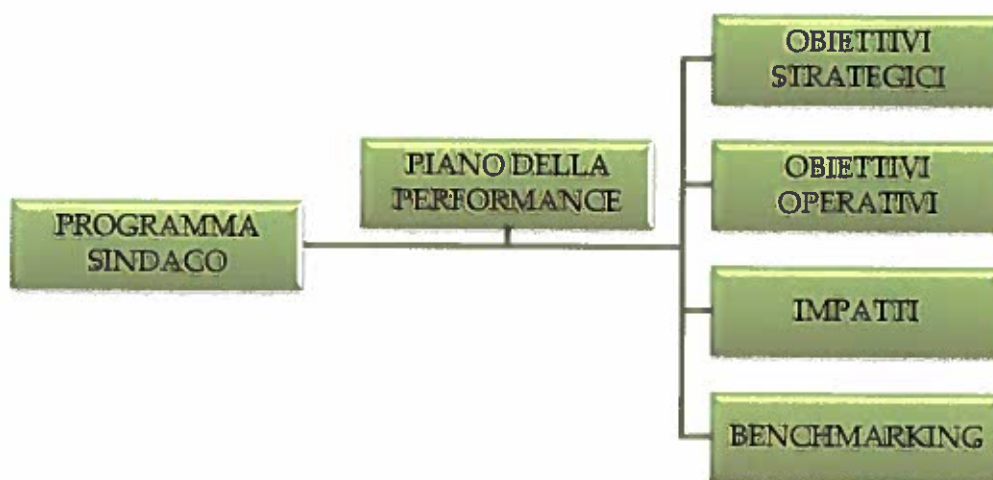 PROGRAMMA
SINDACO
PIANO DELLA
PERFORMANCE
OBIETTIVI
STRATEGICI
OBIETTIVI
OPERATIVI
IMPATTI
BENCHMARKING